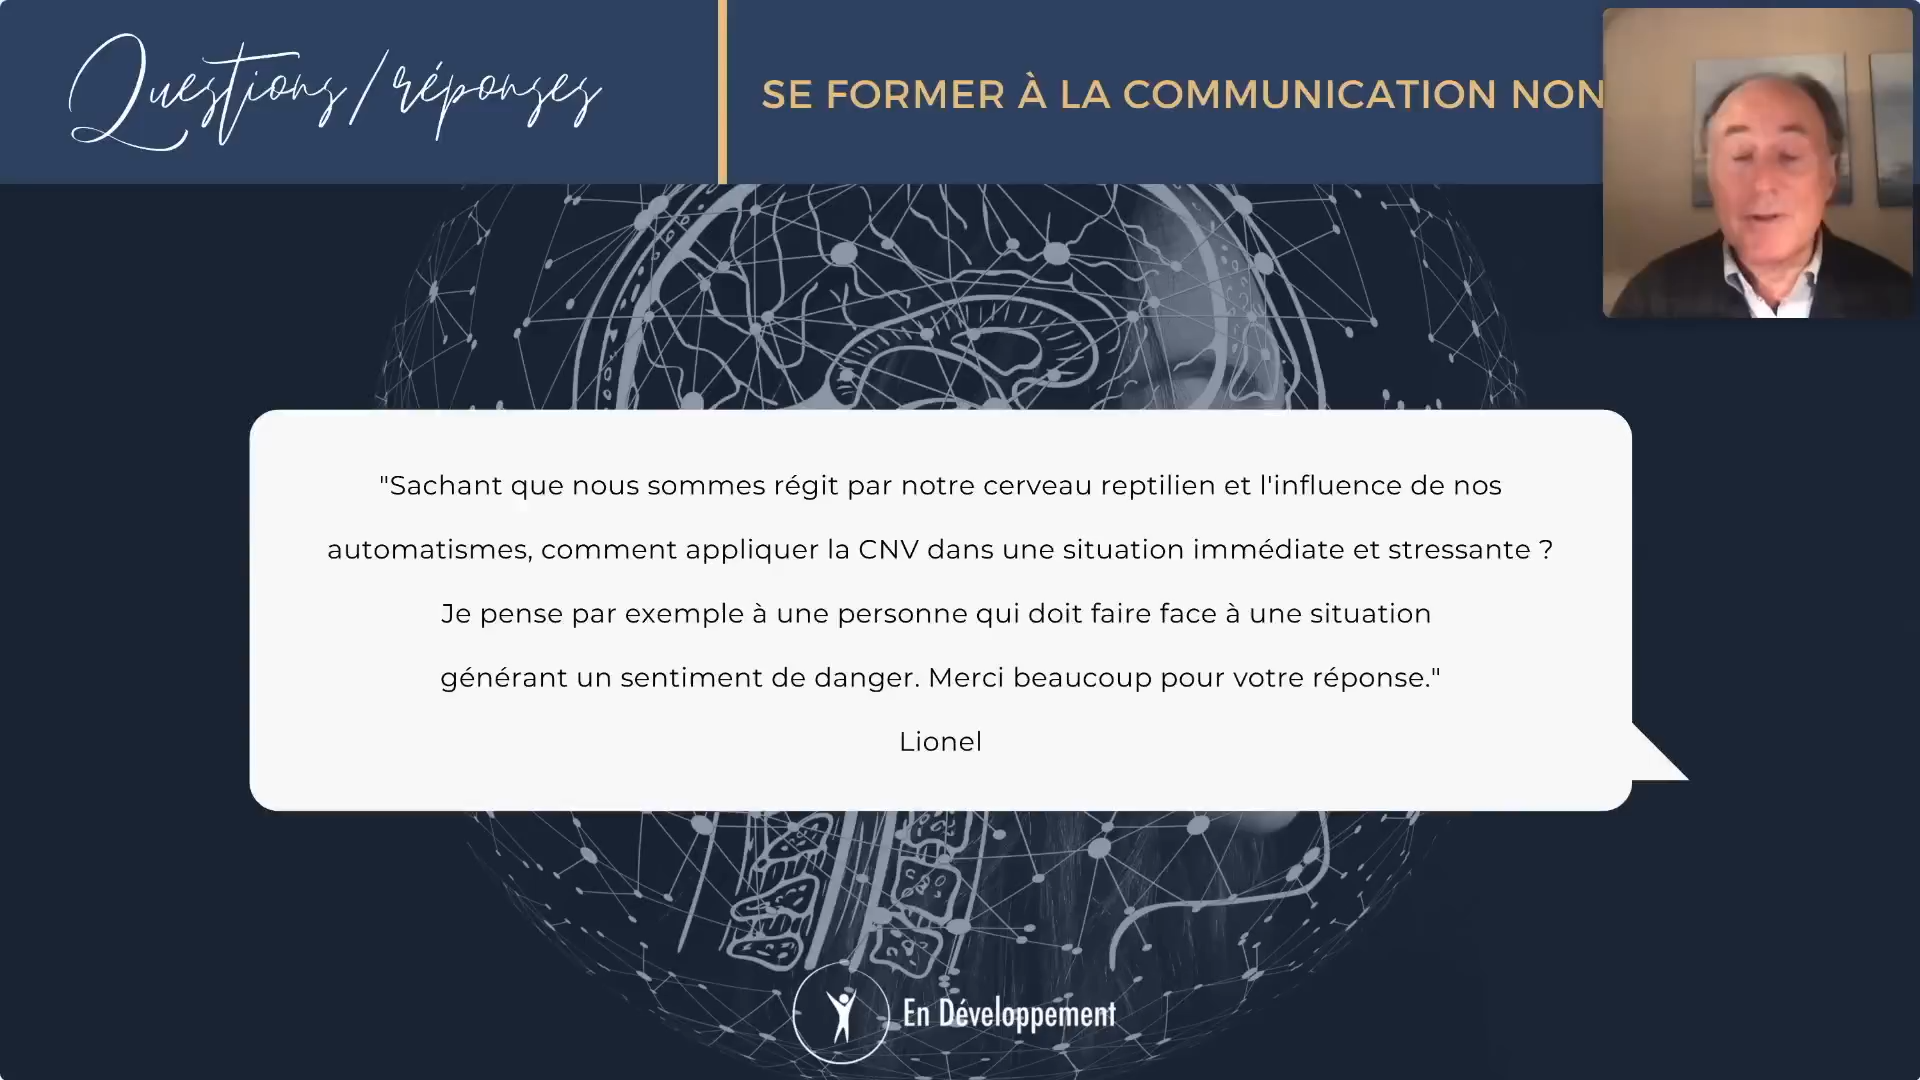 Questions/réponses
SE FORMER À LA COMMUNICATION NON
"Sachant que nous sommes régit par notre cerveau reptilien et l'influence de nos
automatismes, comment appliquer la CNV dans une situation immédiate et stressante ?
Je pense par exemple à une personne qui doit faire face à une situation
générant un sentiment de danger. Merci beaucoup pour votre réponse."
Lionel
En Développement